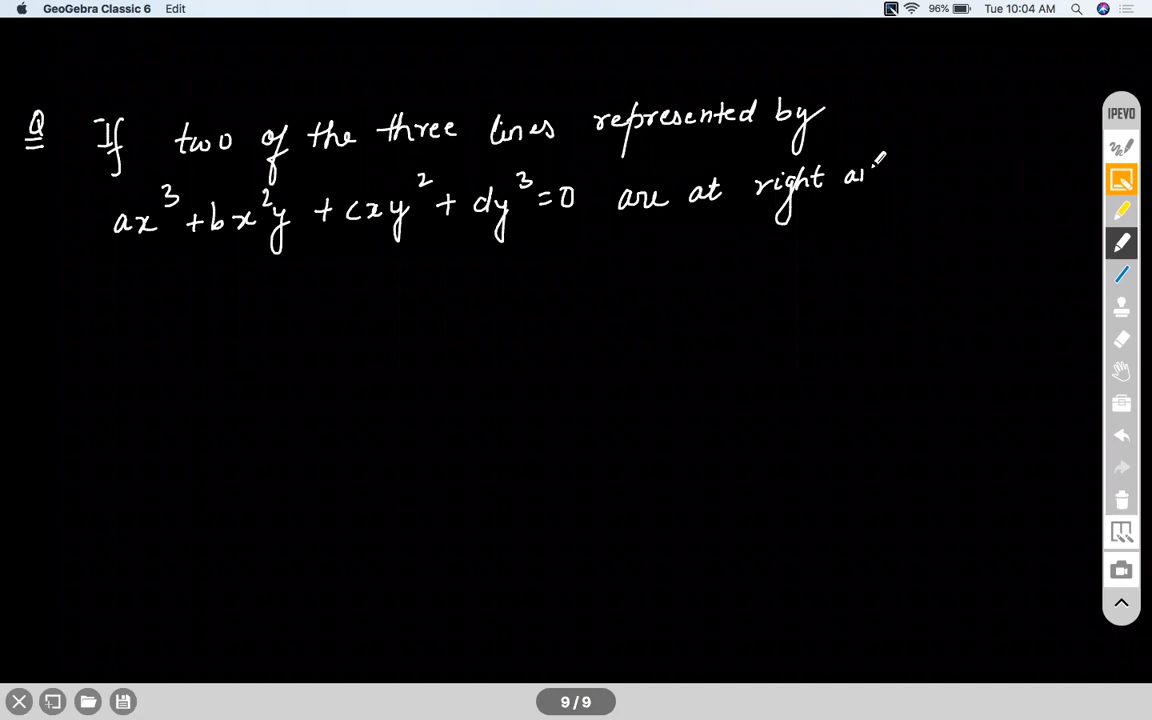 GeoGebra Classic 6 Edit 96% Tue 10:04 AM
IPEVO
Q If two of the three lines represented by
ax³ + bx²y + cxy² + dy³ = 0 are at right
9 / 9